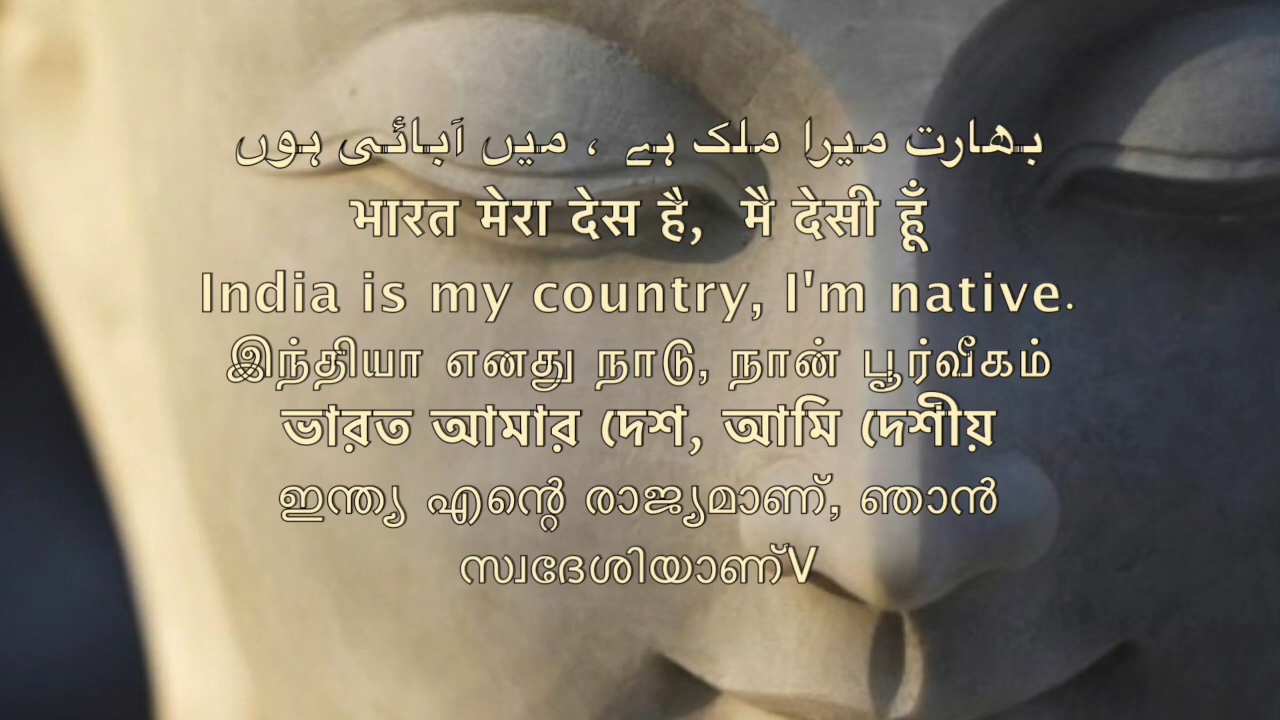 بھارت میرا ملک ہے ، میں آبائی ہوں
भारत मेरा देस है, मै देसी हूँ
India is my country, I'm native.
இந்தியா எனது நாடு, நான் பூர்வீகம்
ভারত আমার দেশ, আমি দেশীয়
ഇന്ത്യ എന്റെ രാജ്യമാണ്, ഞാൻ
സ്വദേശിയാണ്V